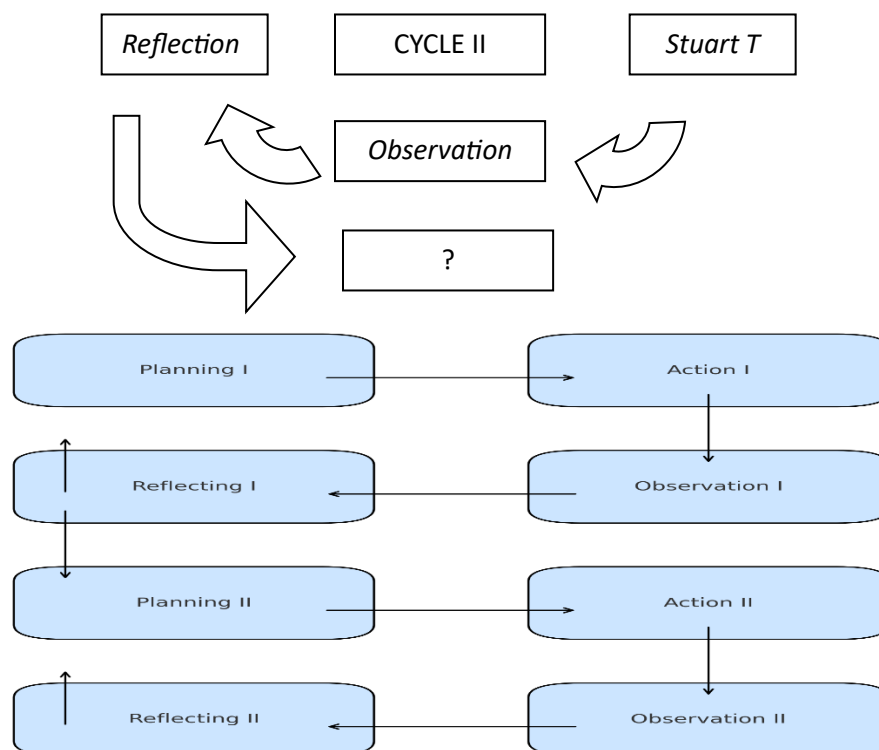 Reflection
CYCLE II
Stuart T
Observation
?
Planning I
Action I
Reflecting I
Observation I
Planning II
Action II
Reflecting II
Observation II